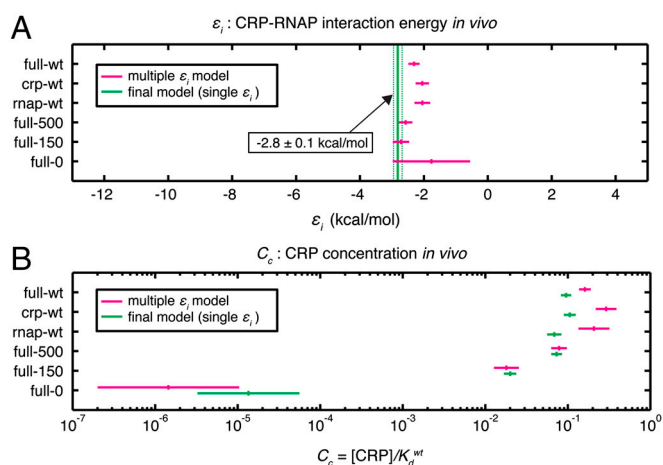 A
εi : CRP-RNAP interaction energy in vivo
full-wt
crp-wt
rnap-wt
full-500
full-150
full-0
multiple εi model
final model (single εi )
-2.8 ± 0.1 kcal/mol
-12 -10 -8 -6 -4 -2 0 2 4
εi (kcal/mol)
B
Cc : CRP concentration in vivo
full-wt
crp-wt
rnap-wt
full-500
full-150
full-0
multiple εi model
final model (single εi )
10^-7 10^-6 10^-5 10^-4 10^-3 10^-2 10^-1 10^0
Cc = [CRP]/Kd^wt